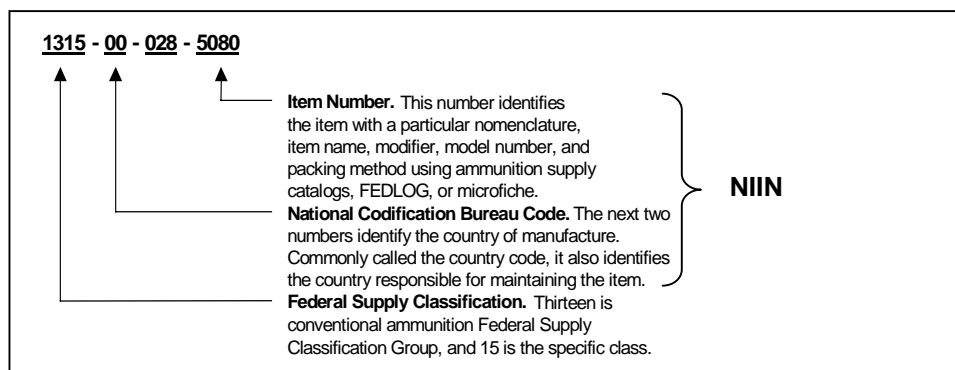 1315 - 00 - 028 - 5080
Item Number. This number identifies
the item with a particular nomenclature,
item name, modifier, model number, and
packing method using ammunition supply
catalogs, FEDLOG, or microfiche.
NIIN
National Codification Bureau Code. The next two
numbers identify the country of manufacture.
Commonly called the country code, it also identifies
the country responsible for maintaining the item.
Federal Supply Classification. Thirteen is
conventional ammunition Federal Supply
Classification Group, and 15 is the specific class.